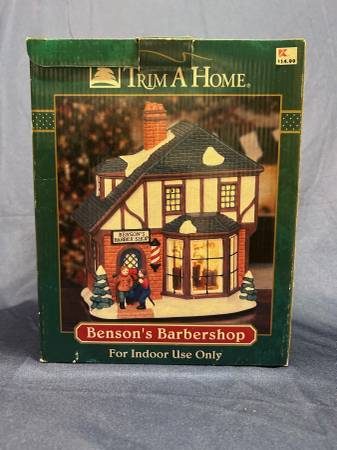 TRIM A HOME®
$14.99
BENSON'S
BARBER SHOP
Benson's Barbershop
For Indoor Use Only